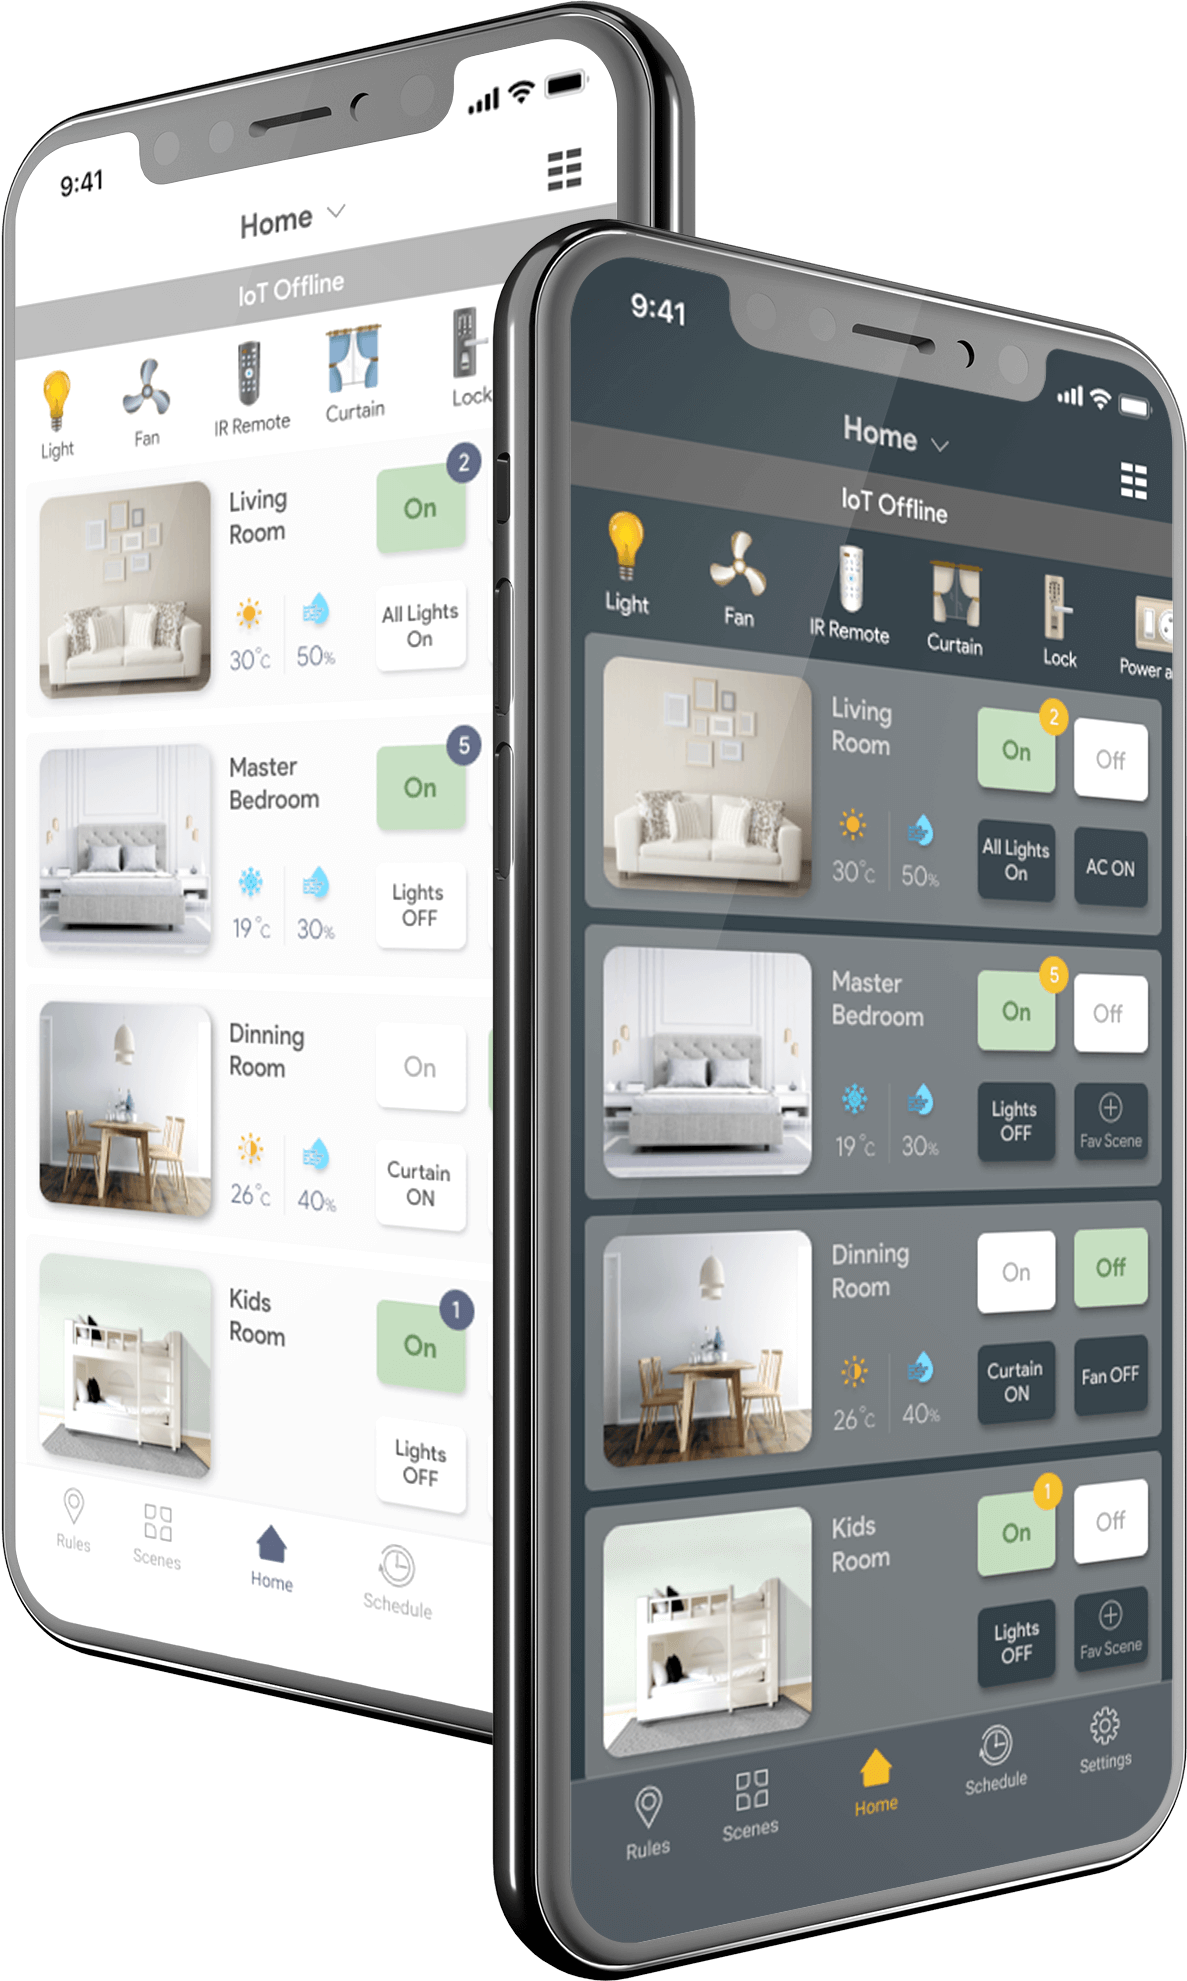 9:41
Home
IoT Offline
Light
Fan
IR Remote
Curtain
Lock
Living
Room
On
2
30°c
50%
All Lights
On
Master
Bedroom
On
5
19°c
30%
Lights
OFF
Dinning
Room
On
26°c
40%
Curtain
ON
Kids
Room
On
1
Lights
OFF
Rules
Scenes
Home
Schedule
9:41
Home
IoT Offline
Light
Fan
IR Remote
Curtain
Lock
Power a
Living
Room
On
2
Off
30°c
50%
All Lights
On
AC ON
Master
Bedroom
On
5
Off
19°c
30%
Lights
OFF
Fav Scene
Dinning
Room
On
Off
26°c
40%
Curtain
ON
Fan OFF
Kids
Room
On
1
Off
Lights
OFF
Fav Scene
Rules
Scenes
Home
Schedule
Settings